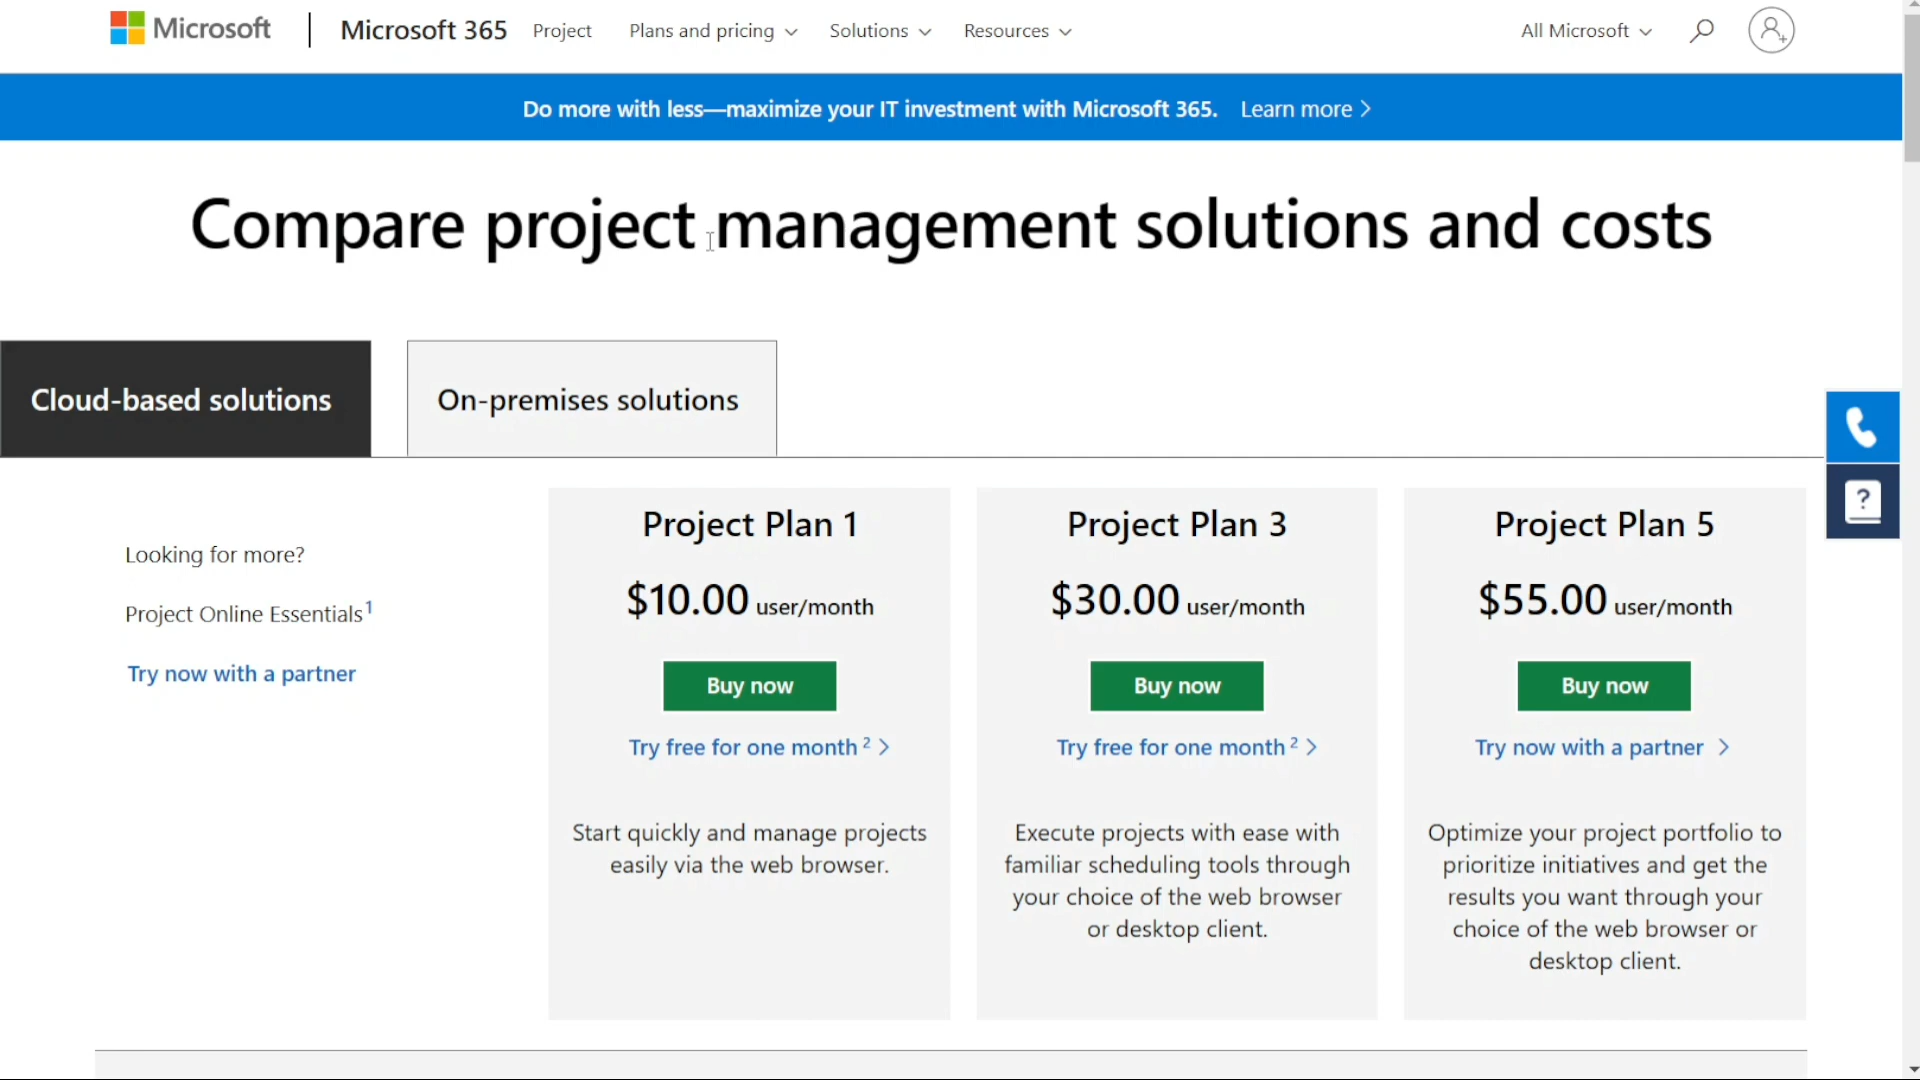 Microsoft
Microsoft 365
Project
Plans and pricing
Solutions
Resources
All Microsoft
Do more with less—maximize your IT investment with Microsoft 365. Learn more
Compare project management solutions and costs
Cloud-based solutions
On-premises solutions
Looking for more?
Project Online Essentials1
Try now with a partner
Project Plan 1
$10.00 user/month
Buy now
Try free for one month 2
Start quickly and manage projects
easily via the web browser.
Project Plan 3
$30.00 user/month
Buy now
Try free for one month 2
Execute projects with ease with
familiar scheduling tools through
your choice of the web browser
or desktop client.
Project Plan 5
$55.00 user/month
Buy now
Try now with a partner
Optimize your project portfolio to
prioritize initiatives and get the
results you want through your
choice of the web browser or
desktop client.